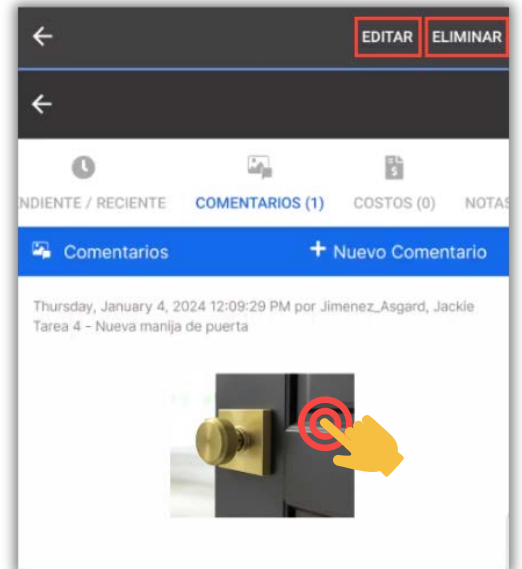 EDITAR ELIMINAR
NDIENTE / RECIENTE COMENTARIOS (1) COSTOS (0) NOTAS
Comentarios + Nuevo Comentario
Thursday, January 4, 2024 12:09:29 PM por Jimenez_Asgard, Jackie
Tarea 4 - Nueva manija de puerta